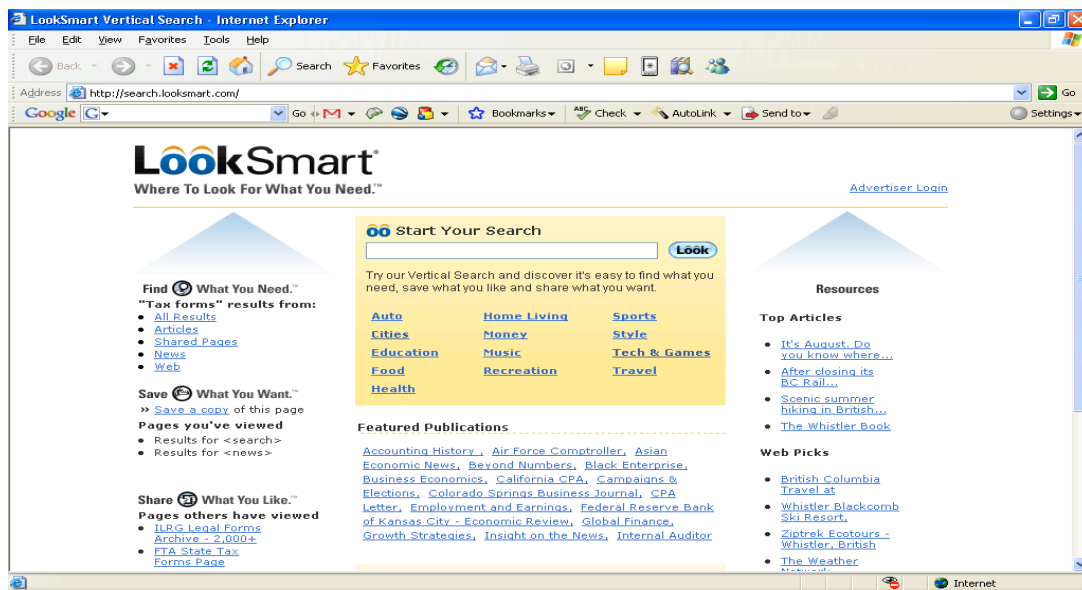 LookSmart Vertical Search - Internet Explorer
File Edit View Favorites Tools Help
Back Search Favorites
Address http://search.looksmart.com/ Go
Google G Go Bookmarks ABC Check AutoLink Send to Settings
LookSmart
Where To Look For What You Need.™
Advertiser Login
Find What You Need.™
"Tax forms" results from:
All Results
Articles
Shared Pages
News
Web
Save What You Want.™
» Save a copy of this page
Pages you've viewed
Results for <search>
Results for <news>
Share What You Like.™
Pages others have viewed
ILRG Legal Forms
Archive - 2,000+
FTA State Tax
Forms Page
Start Your Search
Look
Try our Vertical Search and discover it's easy to find what you
need, save what you like and share what you want.
Auto Home Living Sports
Cities Money Style
Education Music Tech & Games
Food Recreation Travel
Health
Featured Publications
Accounting History , Air Force Comptroller, Asian
Economic News, Beyond Numbers, Black Enterprise,
Business Economics, California CPA, Campaigns &
Elections, Colorado Springs Business Journal, CPA
Letter, Employment and Earnings, Federal Reserve Bank
of Kansas City - Economic Review, Global Finance,
Growth Strategies, Insight on the News, Internal Auditor
Resources
Top Articles
It's August. Do
you know where...
After closing its
BC Rail...
Scenic summer
hiking in British...
The Whistler Book
Web Picks
British Columbia
Travel at
Whistler Blackcomb
Ski Resort,
Ziptrek Ecotours -
Whistler, British
The Weather
Internet